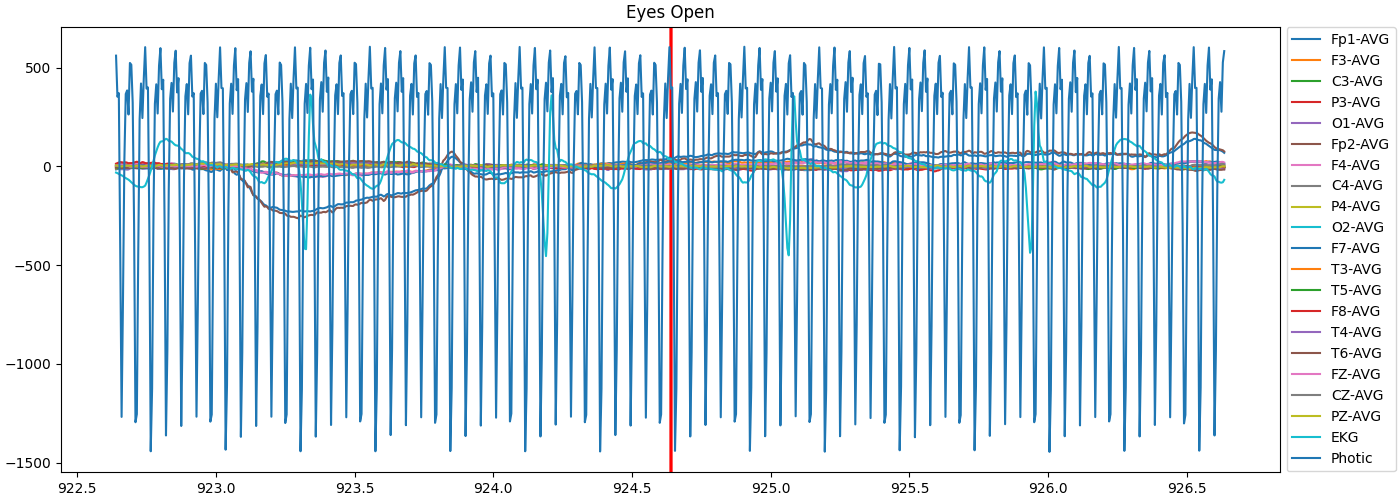 Eyes Open
500
0
−500
−1000
−1500
922.5 923.0 923.5 924.0 924.5 925.0 925.5 926.0 926.5
Fp1-AVG
F3-AVG
C3-AVG
P3-AVG
O1-AVG
Fp2-AVG
F4-AVG
C4-AVG
P4-AVG
O2-AVG
F7-AVG
T3-AVG
T5-AVG
F8-AVG
T4-AVG
T6-AVG
FZ-AVG
CZ-AVG
PZ-AVG
EKG
Photic